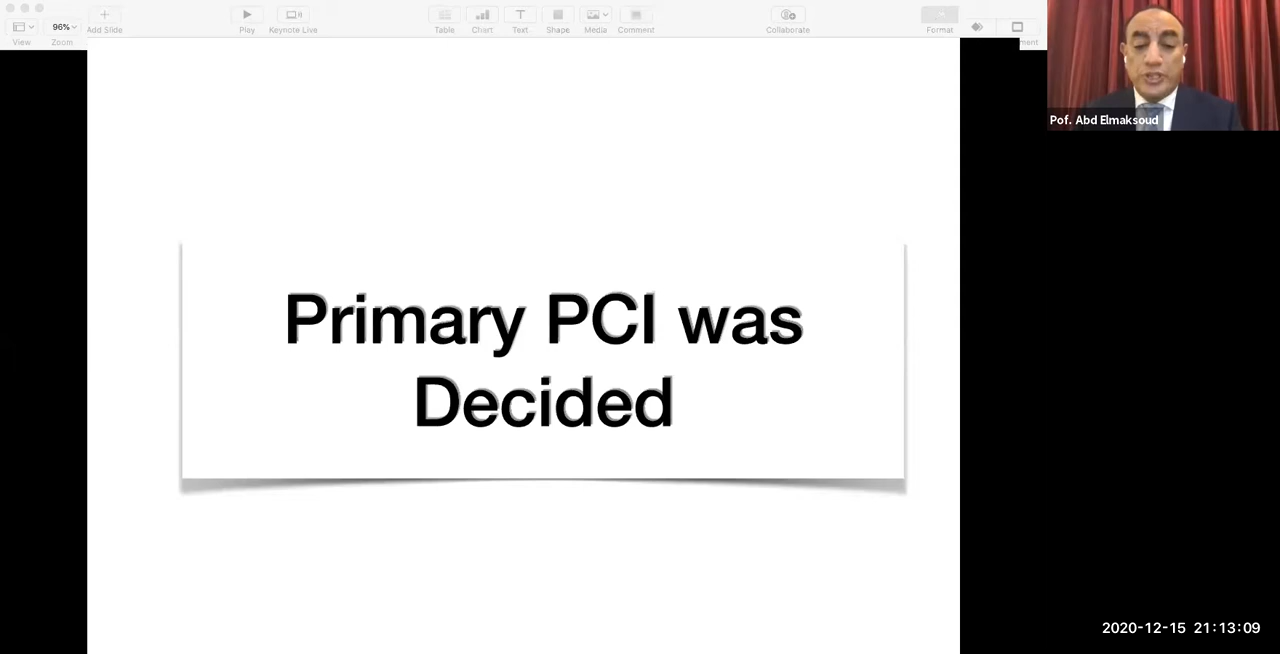 96%
View
Zoom
Add Slide
Play
Keynote Live
Table
Chart
Text
Shape
Media
Comment
Collaborate
Format
ment
Pof. Abd Elmaksoud
Primary PCI was
Decided
2020-12-15 21:13:09